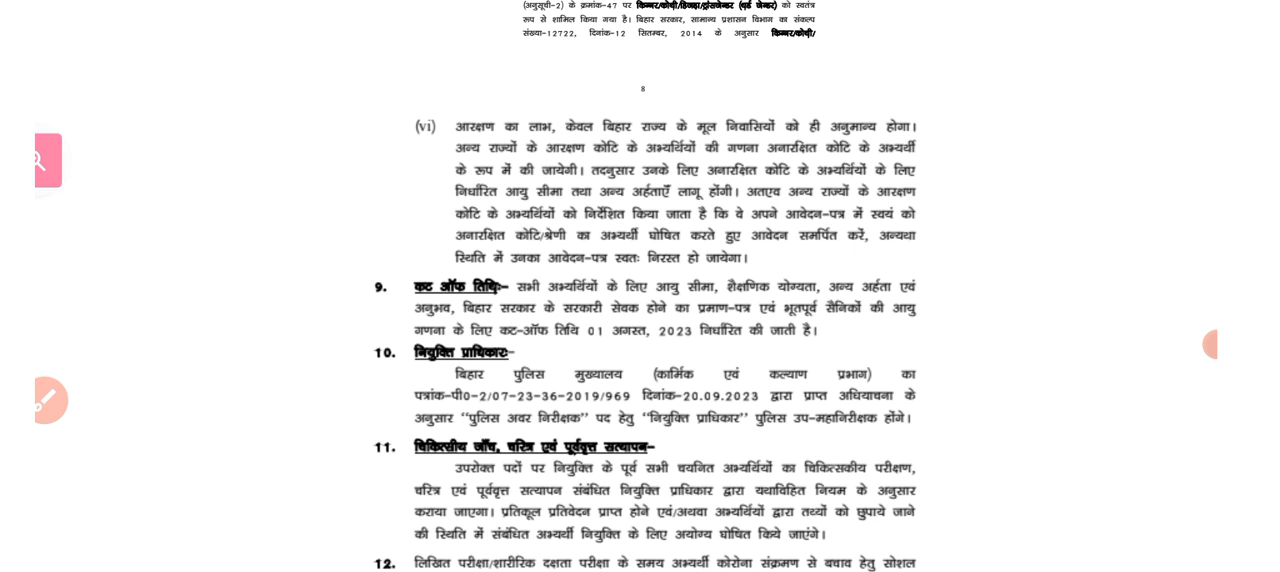 (अनुसूची-2) के क्रमांक-47 पर किन्नर/कोथी/हिजड़ा/ट्रांसजेन्डर (थर्ड जेन्डर) को स्वतंत्र
रूप से शामिल किया गया है। बिहार सरकार, सामान्य प्रशासन विभाग का संकल्प
संख्या-12722, दिनांक-12 सितम्बर, 2014 के अनुसार किन्नर/कोथी/
8
(vi) आरक्षण का लाभ, केवल बिहार राज्य के मूल निवासियों को ही अनुमान्य होगा।
अन्य राज्यों के आरक्षण कोटि के अभ्यर्थियों की गणना अनारक्षित कोटि के अभ्यर्थी
के रूप में की जायेगी। तदनुसार उनके लिए अनारक्षित कोटि के अभ्यर्थियों के लिए
निर्धारित आयु सीमा तथा अन्य अर्हताएँ लागू होंगी। अतएव अन्य राज्यों के आरक्षण
कोटि के अभ्यर्थियों को निर्देशित किया जाता है कि वे अपने आवेदन-पत्र में स्वयं को
अनारक्षित कोटि/श्रेणी का अभ्यर्थी घोषित करते हुए आवेदन समर्पित करें, अन्यथा
स्थिति में उनका आवेदन-पत्र स्वतः निरस्त हो जायेगा।
9. कट ऑफ तिथिः- सभी अभ्यर्थियों के लिए आयु सीमा, शैक्षणिक योग्यता, अन्य अर्हता एवं
अनुभव, बिहार सरकार के सरकारी सेवक होने का प्रमाण-पत्र एवं भूतपूर्व सैनिकों की आयु
गणना के लिए कट-ऑफ तिथि 01 अगस्त, 2023 निर्धारित की जाती है।
10. नियुक्ति प्राधिकारः-
बिहार पुलिस मुख्यालय (कार्मिक एवं कल्याण प्रभाग) का
पत्रांक-पी0-2/07-23-36-2019/969 दिनांक-20.09.2023 द्वारा प्राप्त अधियाचना के
अनुसार “पुलिस अवर निरीक्षक” पद हेतु “नियुक्ति प्राधिकार” पुलिस उप-महानिरीक्षक होंगे।
11. चिकित्सीय जाँच, चरित्र एवं पूर्ववृत्त सत्यापन-
उपरोक्त पदों पर नियुक्ति के पूर्व सभी चयनित अभ्यर्थियों का चिकित्सकीय परीक्षण,
चरित्र एवं पूर्ववृत्त सत्यापन संबंधित नियुक्ति प्राधिकार द्वारा यथाविहित नियम के अनुसार
कराया जाएगा। प्रतिकूल प्रतिवेदन प्राप्त होने एवं/अथवा अभ्यर्थियों द्वारा तथ्यों को छुपाये जाने
की स्थिति में संबंधित अभ्यर्थी नियुक्ति के लिए अयोग्य घोषित किये जाएंगे।
12. लिखित परीक्षा/शारीरिक दक्षता परीक्षा के समय अभ्यर्थी कोरोना संक्रमण से बचाव हेतु सोशल